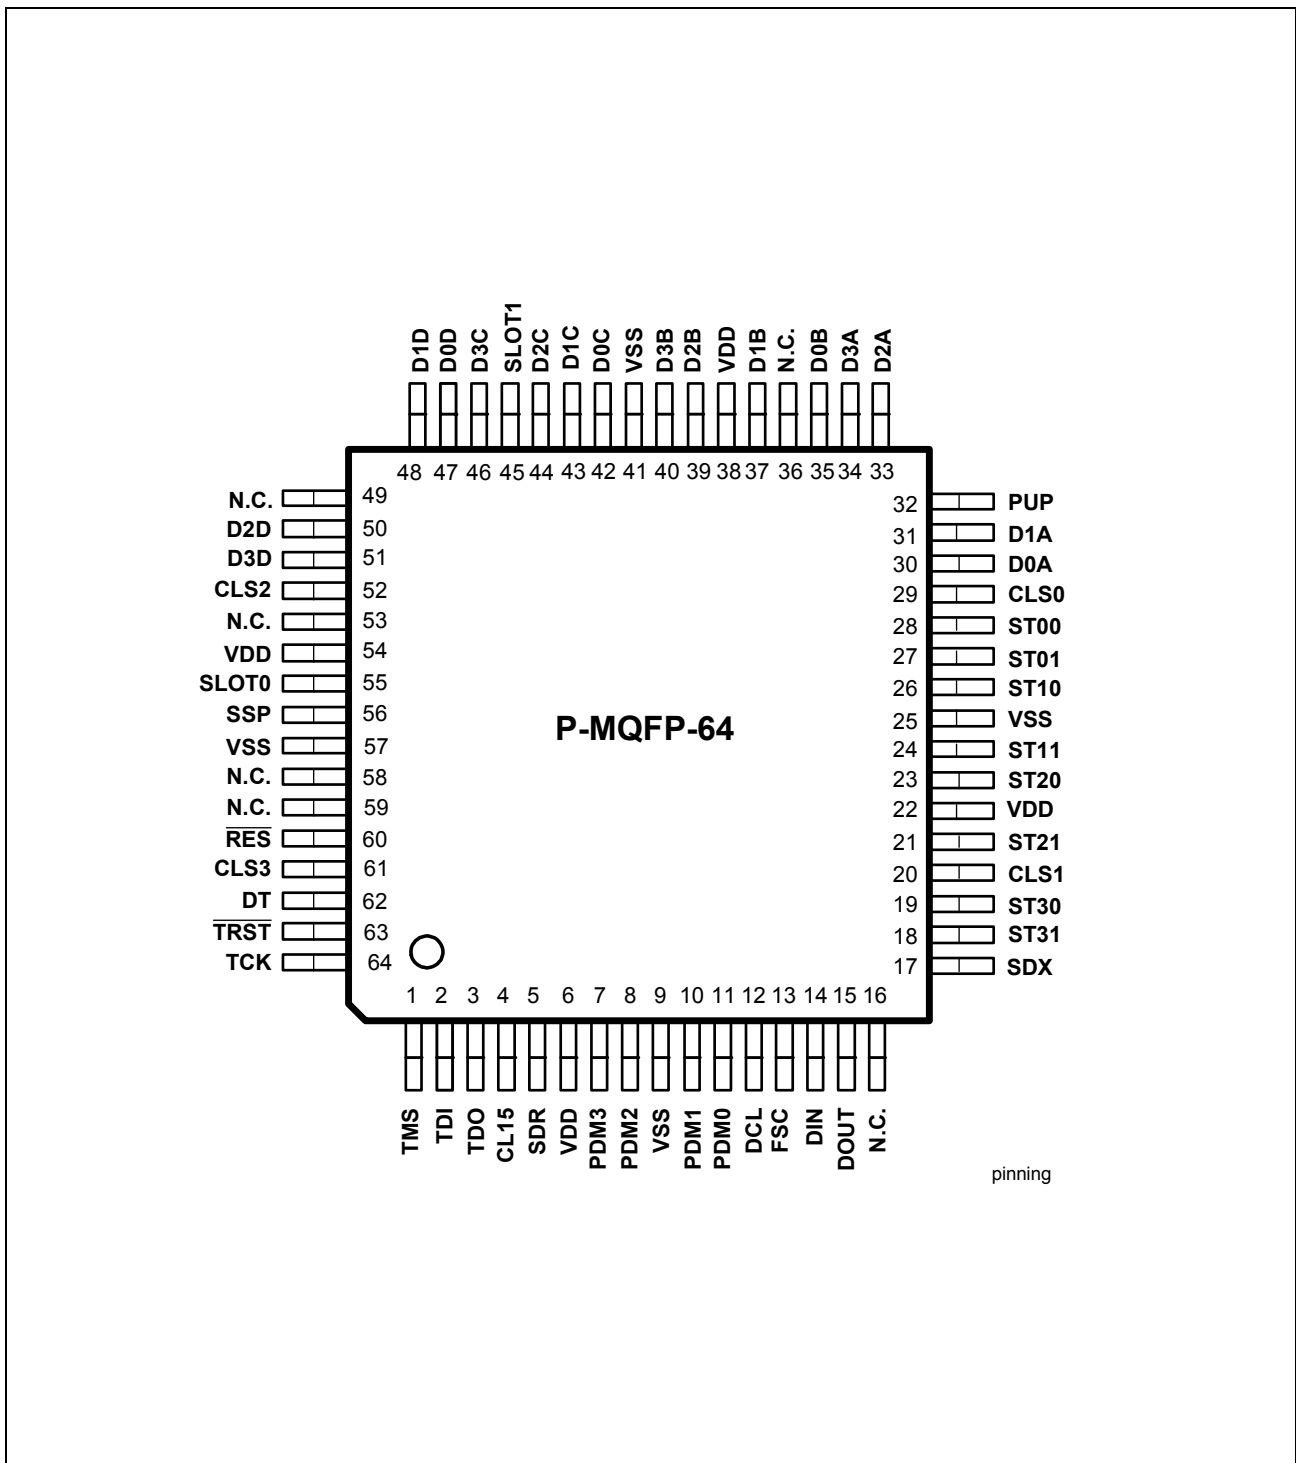 D1D D0D D3C SLOT1 D2C D1C D0C VSS D3B D2B VDD D1B N.C. D0B D3A D2A
48 47 46 45 44 43 42 41 40 39 38 37 36 35 34 33
N.C. 49 32 PUP
D2D 50 31 D1A
D3D 51 30 D0A
CLS2 52 29 CLS0
N.C. 53 28 ST00
VDD 54 27 ST01
SLOT0 55 26 ST10
SSP 56 25 VSS
P-MQFP-64
VSS 57 24 ST11
N.C. 58 23 ST20
N.C. 59 22 VDD
RES 60 21 ST21
CLS3 61 20 CLS1
DT 62 19 ST30
TRST 63 18 ST31
TCK 64 17 SDX
1 2 3 4 5 6 7 8 9 10 11 12 13 14 15 16
TMS TDI TDO CL15 SDR VDD PDM3 PDM2 VSS PDM1 PDM0 DCL FSC DIN DOUT N.C.
pinning